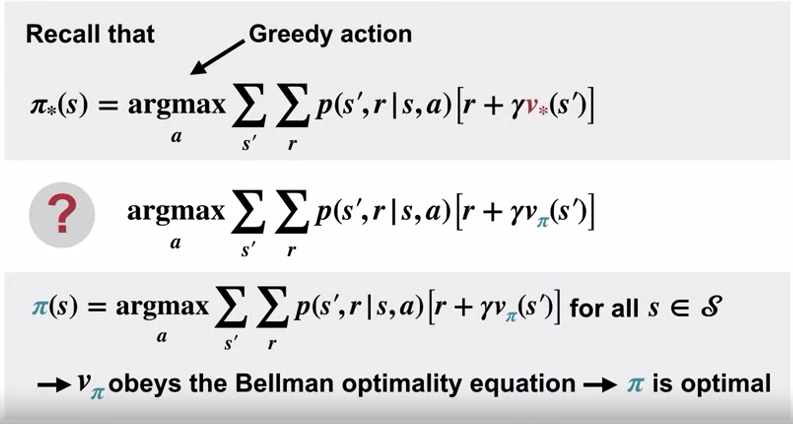 Recall that Greedy action
π*(s) = argmax ∑ ∑ p(s′, r | s, a)[r + γv*(s′)]
a s′ r
? argmax ∑ ∑ p(s′, r | s, a)[r + γvπ(s′)]
a s′ r
π(s) = argmax ∑ ∑ p(s′, r | s, a)[r + γvπ(s′)] for all s ∈ 𝒮
a s′ r
→ vπ obeys the Bellman optimality equation → π is optimal